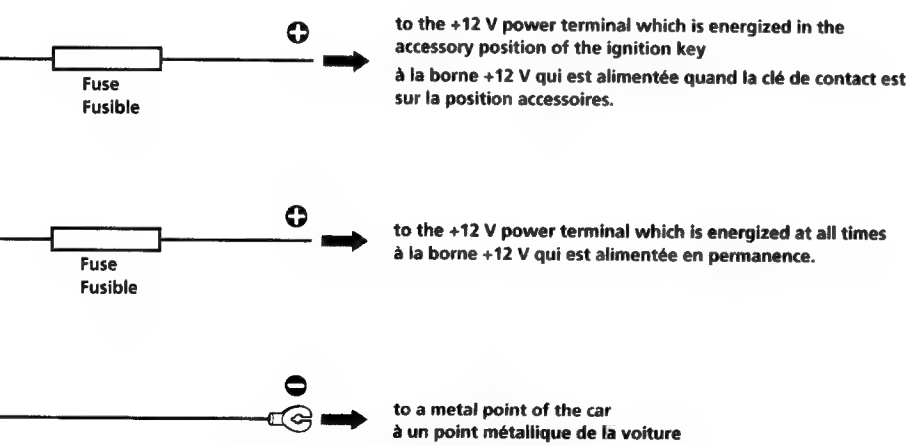 to the +12 V power terminal which is energized in the
accessory position of the ignition key
à la borne +12 V qui est alimentée quand la clé de contact est
sur la position accessoires.
Fuse
Fusible
to the +12 V power terminal which is energized at all times
à la borne +12 V qui est alimentée en permanence.
Fuse
Fusible
to a metal point of the car
à un point métallique de la voiture